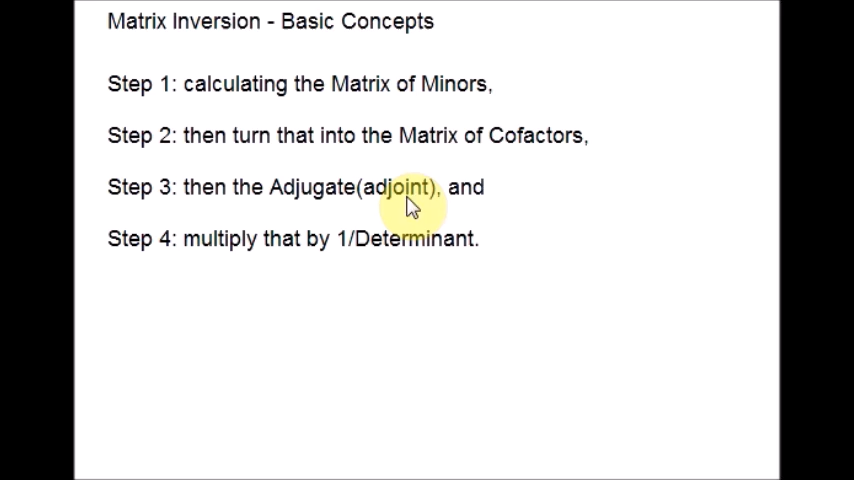 Matrix Inversion - Basic Concepts
Step 1: calculating the Matrix of Minors,
Step 2: then turn that into the Matrix of Cofactors,
Step 3: then the Adjugate(adjoint), and
Step 4: multiply that by 1/Determinant.